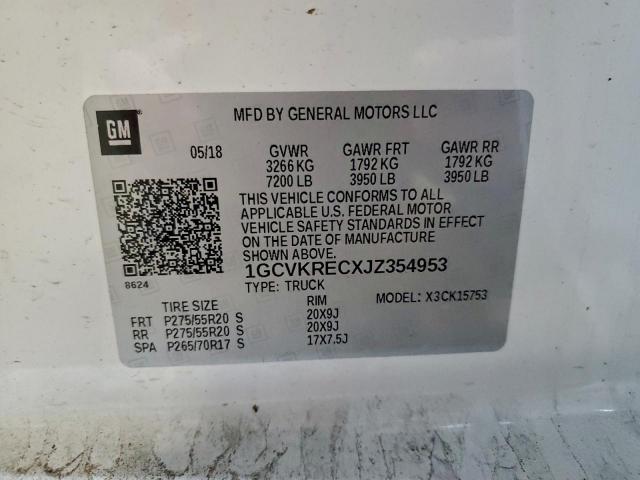 GM
MFD BY GENERAL MOTORS LLC
05/18 GVWR GAWR FRT GAWR RR
3266 KG 1792 KG 1792 KG
7200 LB 3950 LB 3950 LB
THIS VEHICLE CONFORMS TO ALL
APPLICABLE U.S. FEDERAL MOTOR
VEHICLE SAFETY STANDARDS IN EFFECT
ON THE DATE OF MANUFACTURE
SHOWN ABOVE.
1GCVKRECXJZ354953
8624
TYPE: TRUCK MODEL: X3CK15753
TIRE SIZE RIM
FRT P275/55R20 S 20X9J
RR P275/55R20 S 20X9J
SPA P265/70R17 S 17X7.5J